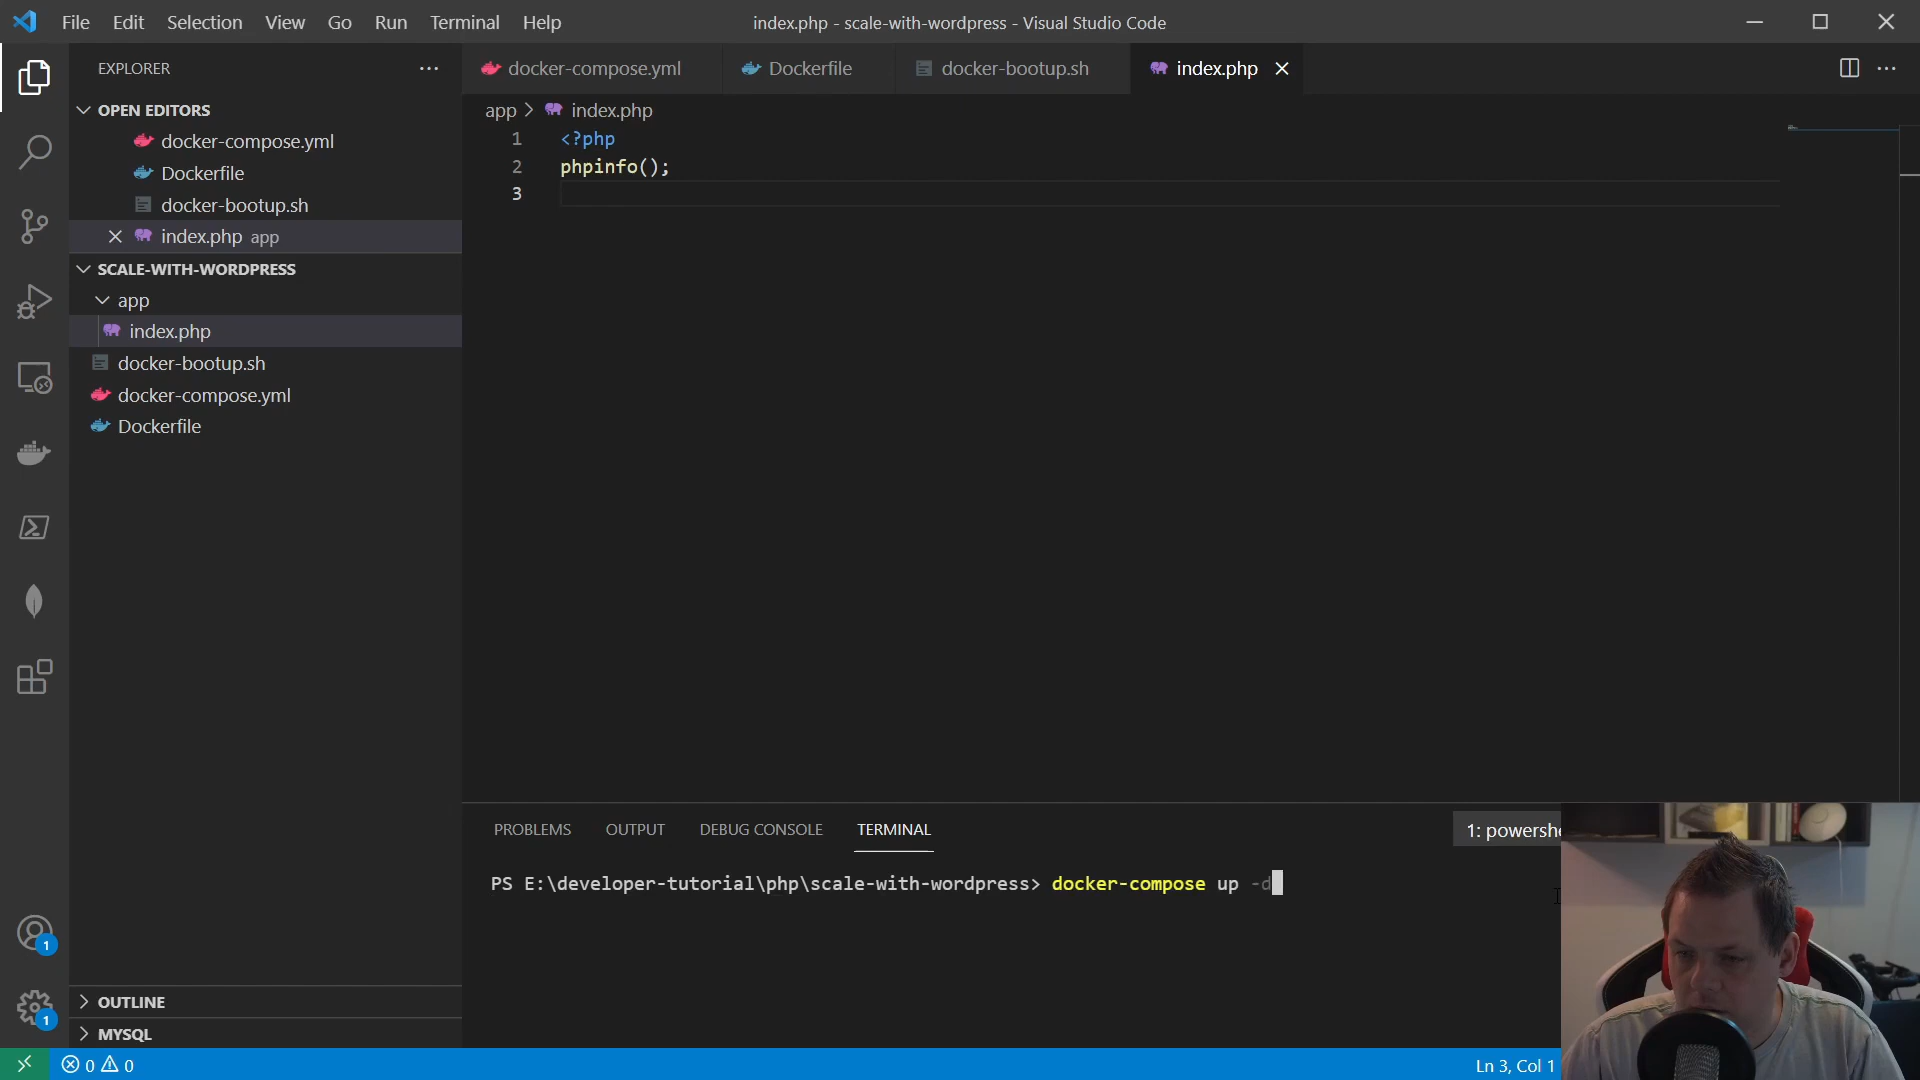 File Edit Selection View Go Run Terminal Help
index.php - scale-with-wordpress - Visual Studio Code
EXPLORER
OPEN EDITORS
docker-compose.yml
Dockerfile
docker-bootup.sh
index.php app
SCALE-WITH-WORDPRESS
app
index.php
docker-bootup.sh
docker-compose.yml
Dockerfile
OUTLINE
MYSQL
docker-compose.yml Dockerfile docker-bootup.sh index.php
app > index.php
1 <?php
2 phpinfo();
3
PROBLEMS OUTPUT DEBUG CONSOLE TERMINAL
1: powershe
PS E:\developer-tutorial\php\scale-with-wordpress> docker-compose up -d
1
1
0 0
Ln 3, Col 1